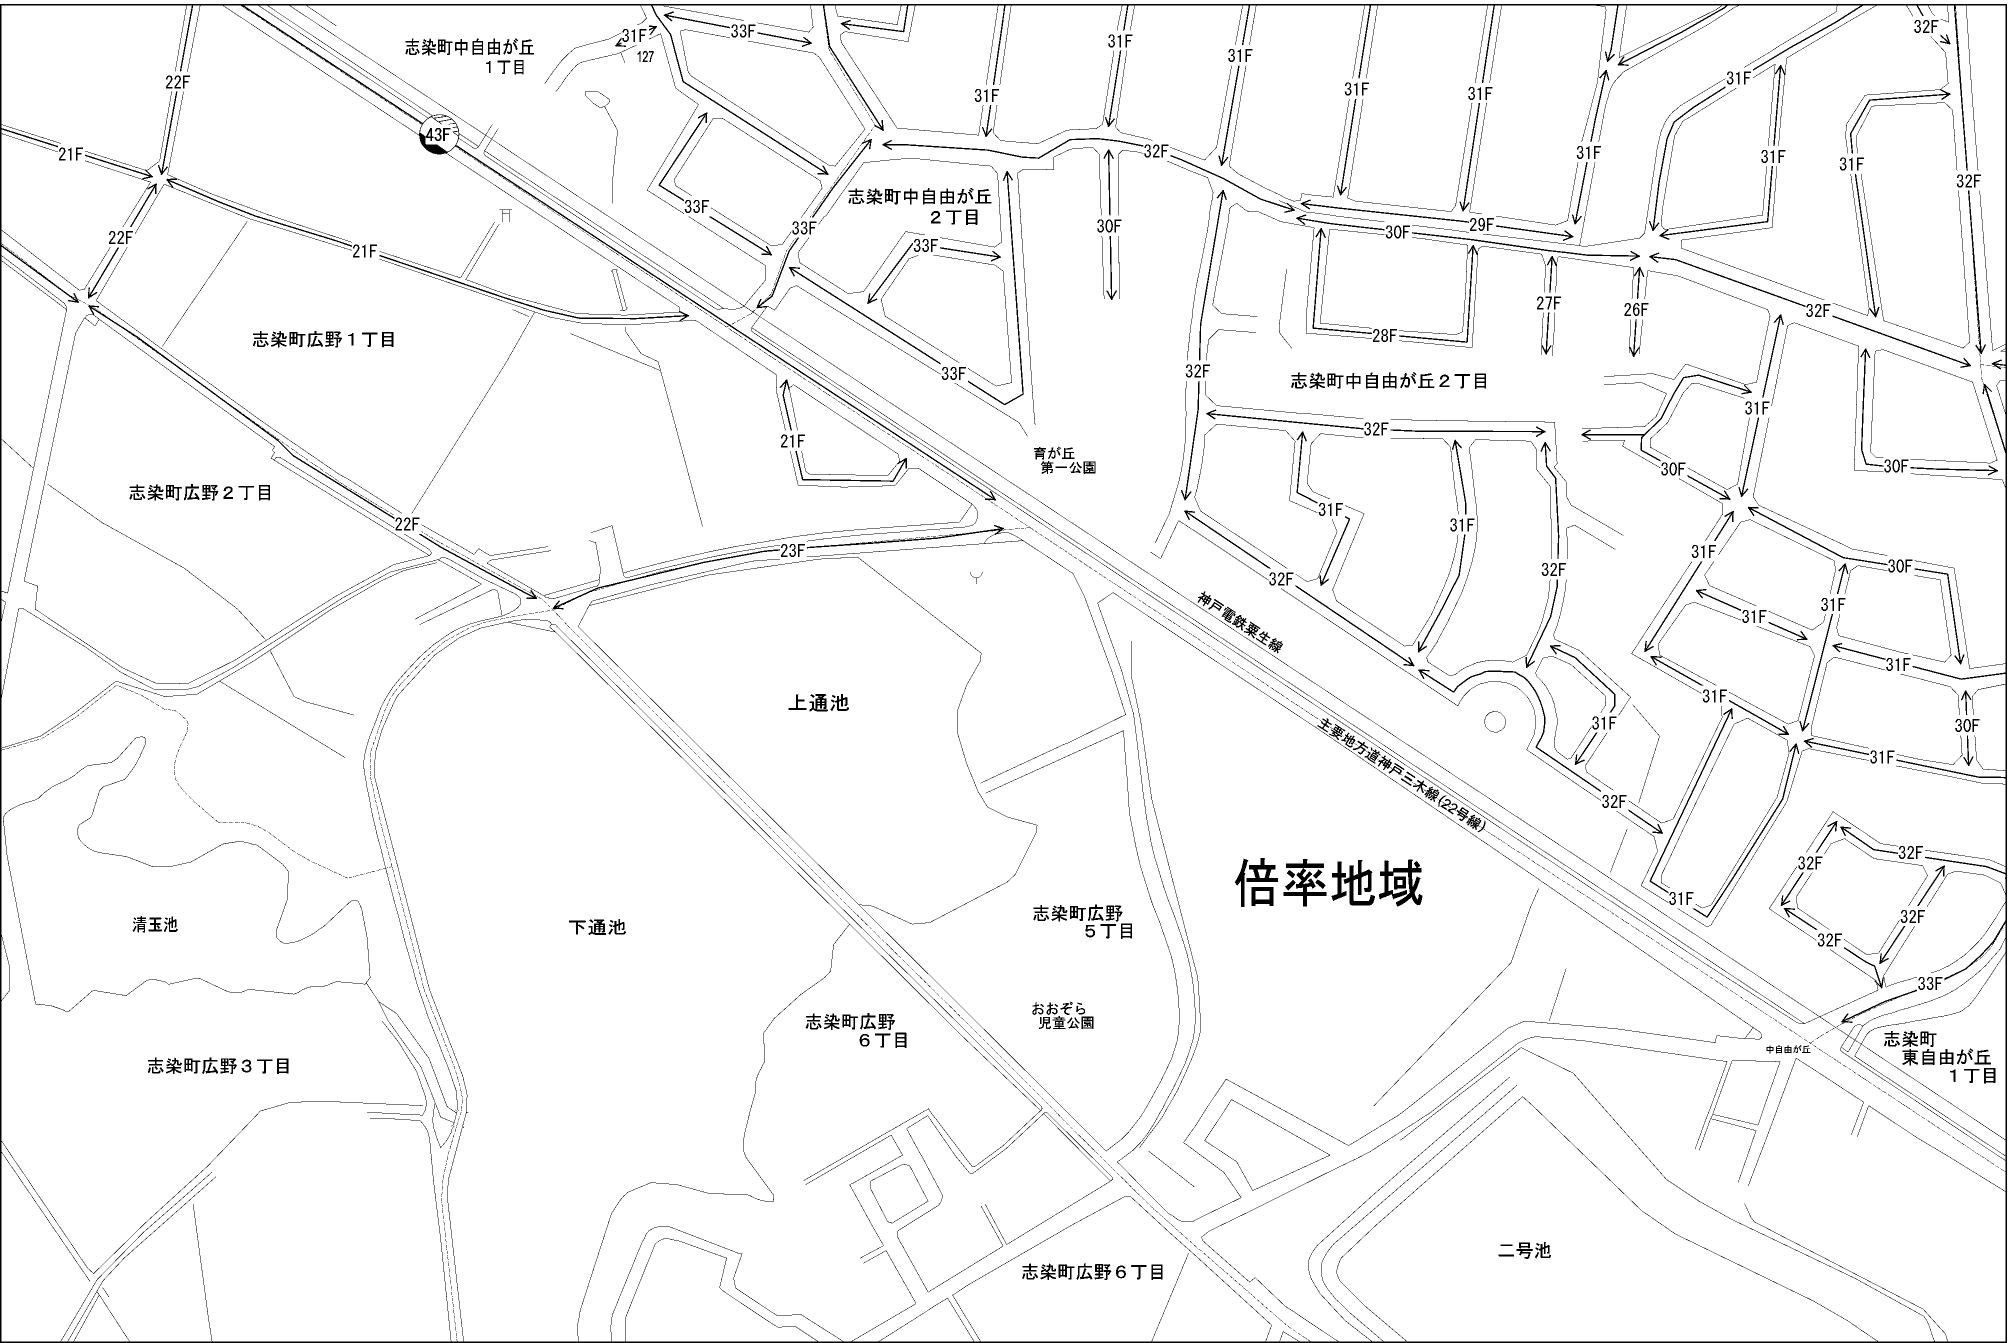 志染町中自由が丘
１丁目
31F
127
33F
31F
31F
31F
32F
22F
43F
31F
31F
31F
31F
21F
32F
31F
31F
31F
32F
志染町中自由が丘
２丁目
33F
33F
30F
29F
30F
22F
21F
33F
27F
26F
32F
志染町広野１丁目
28F
33F
32F
志染町中自由が丘２丁目
31F
32F
21F
育が丘
第一公園
30F
30F
志染町広野２丁目
22F
31F
31F
23F
31F
30F
32F
32F
神戸電鉄粟生線
31F
31F
31F
上通池
31F
31F
30F
主要地方道神戸三木線(22号線)
31F
32F
倍率地域
32F
32F
31F
清玉池
下通池
志染町広野
５丁目
32F
32F
33F
おおぞら
児童公園
志染町広野
６丁目
中自由が丘
志染町
東自由が丘
１丁目
志染町広野３丁目
二号池
志染町広野６丁目